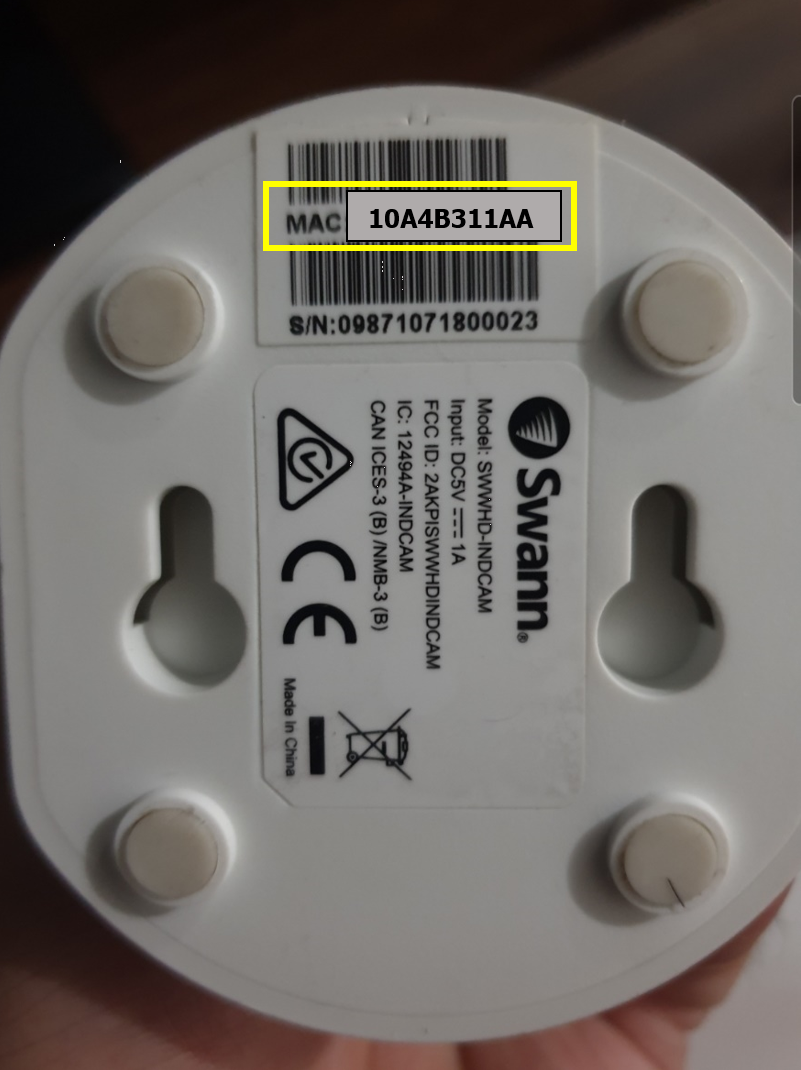 MAC: 10A4B311AA
S/N:09871071800023
Swann®
Model: SWWHD-INDCAM
Input: DC5V ⎓ 1A
FCC ID: 2AKPISWWHDINDCAM
IC: 12494A-INDCAM
CAN ICES-3 (B) /NMB-3 (B)
CE
Made In China